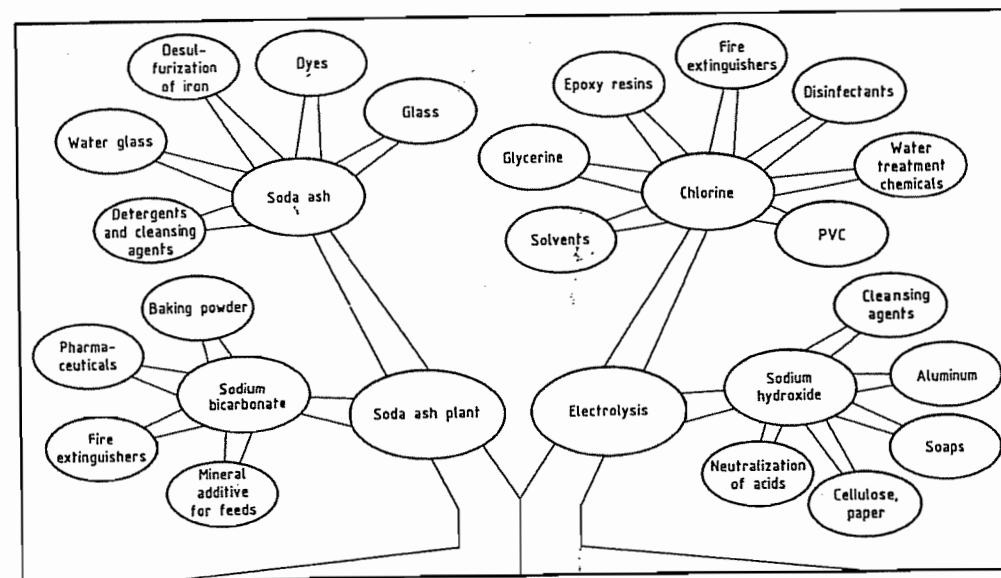 Desul-
furization
of iron
Dyes
Glass
Water glass
Soda ash
Detergents
and cleansing
agents
Baking powder
Pharma-
ceuticals
Sodium
bicarbonate
Soda ash plant
Fire
extinguishers
Mineral
additive
for feeds
Fire
extinguishers
Epoxy resins
Disinfectants
Glycerine
Chlorine
Water
treatment
chemicals
Solvents
PVC
Cleansing
agents
Electrolysis
Sodium
hydroxide
Aluminum
Soaps
Neutralization
of acids
Cellulose,
paper